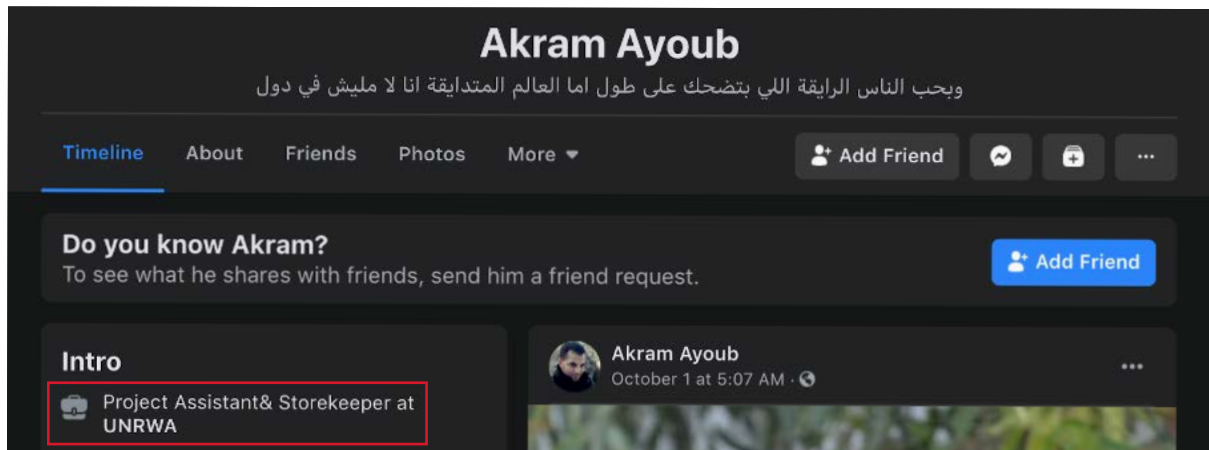 Akram Ayoub
وبحب الناس الرايقة اللي بتضحك على طول اما العالم المتدايقة انا لا مليش في دول
Timeline About Friends Photos More
Add Friend
Do you know Akram?
To see what he shares with friends, send him a friend request.
Add Friend
Intro
Project Assistant& Storekeeper at
UNRWA
Akram Ayoub
October 1 at 5:07 AM ·